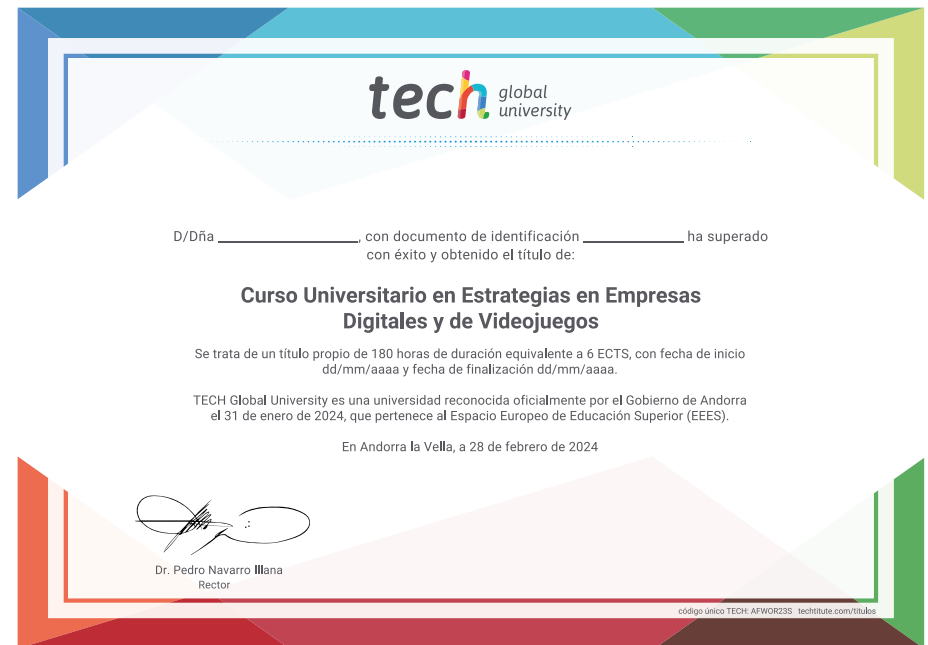 tech global university
D/Dña ____________, con documento de identificación ____________ ha superado
con éxito y obtenido el título de:
Curso Universitario en Estrategias en Empresas
Digitales y de Videojuegos
Se trata de un título propio de 180 horas de duración equivalente a 6 ECTS, con fecha de inicio
dd/mm/aaaa y fecha de finalización dd/mm/aaaa.
TECH Global University es una universidad reconocida oficialmente por el Gobierno de Andorra
el 31 de enero de 2024, que pertenece al Espacio Europeo de Educación Superior (EEES).
En Andorra la Vella, a 28 de febrero de 2024
Dr. Pedro Navarro Illana
Rector
código único TECH: AFWOR23S techtitute.com/titulos